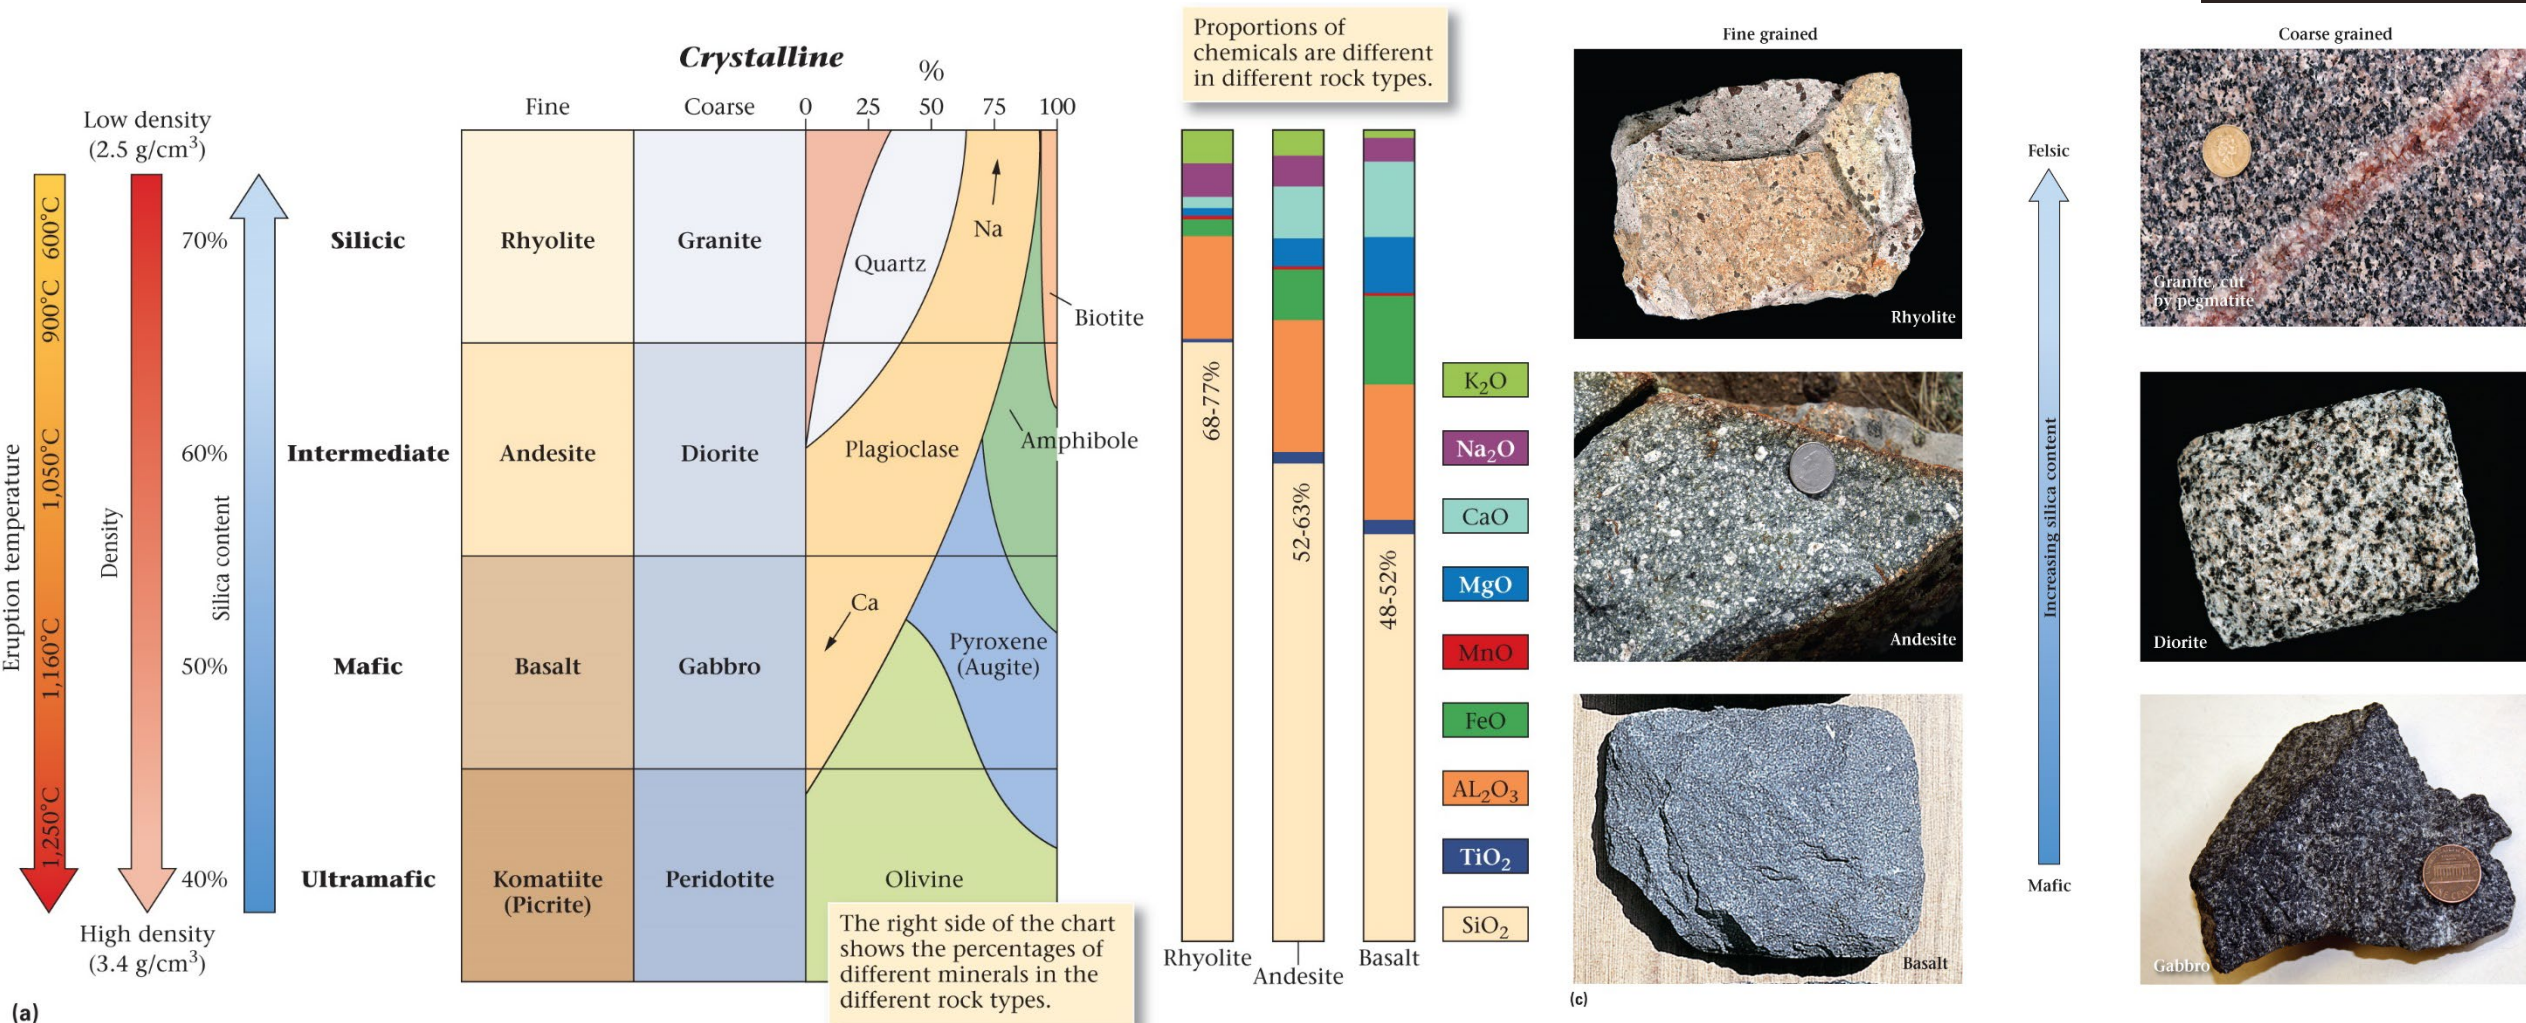 Crystalline
%
Fine
Coarse
0
25
50
75
100
Low density
(2.5 g/cm³)
Eruption temperature
600°C
900°C
1,050°C
1,160°C
1,250°C
Density
High density
(3.4 g/cm³)
Silica content
70%
60%
50%
40%
Silicic
Rhyolite
Granite
Intermediate
Andesite
Diorite
Mafic
Basalt
Gabbro
Ultramafic
Komatiite
(Picrite)
Peridotite
Quartz
Na
Biotite
Plagioclase
Amphibole
Ca
Pyroxene
(Augite)
Olivine
The right side of the chart
shows the percentages of
different minerals in the
different rock types.
(a)
Proportions of
chemicals are different
in different rock types.
68-77%
52-63%
48-52%
Rhyolite
Andesite
Basalt
K₂O
Na₂O
CaO
MgO
MnO
FeO
AL₂O₃
TiO₂
SiO₂
Fine grained
Coarse grained
Rhyolite
Granite, cut
by pegmatite
Andesite
Diorite
Basalt
Gabbro
Felsic
Increasing silica content
Mafic
(c)